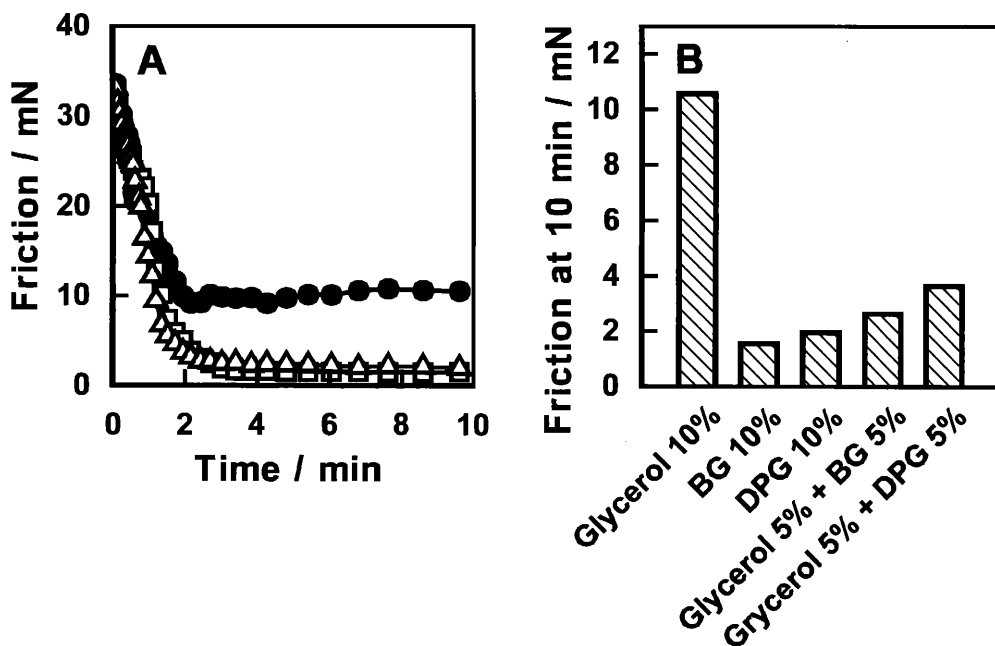 A
40
30
20
10
0
Friction / mN
0 2 4 6 8 10
Time / min
B
12
10
8
6
4
2
0
Friction at 10 min / mN
Glycerol 10%
BG 10%
DPG 10%
Glycerol 5% + BG 5%
Grycerol 5% + DPG 5%